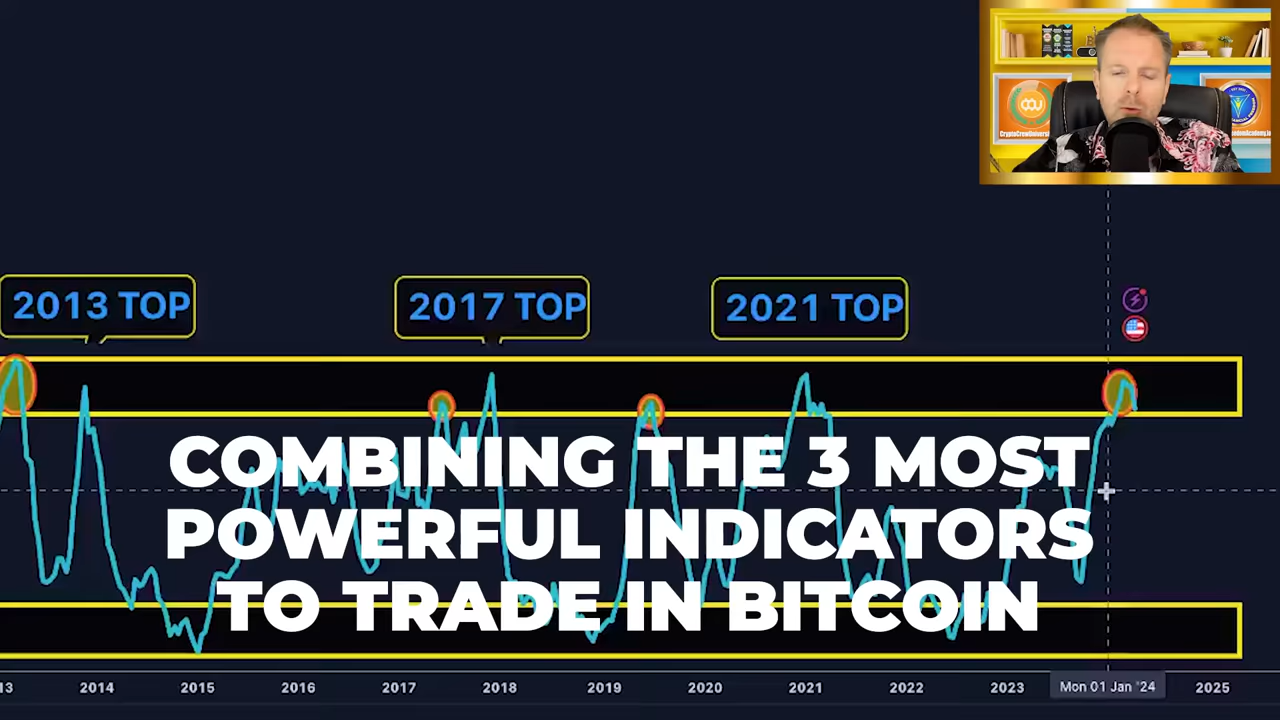 2013 TOP
2017 TOP
2021 TOP
COMBINING THE 3 MOST
POWERFUL INDICATORS
TO TRADE IN BITCOIN
13 2014 2015 2016 2017 2018 2019 2020 2021 2022 2023 Mon 01 Jan '24 2025